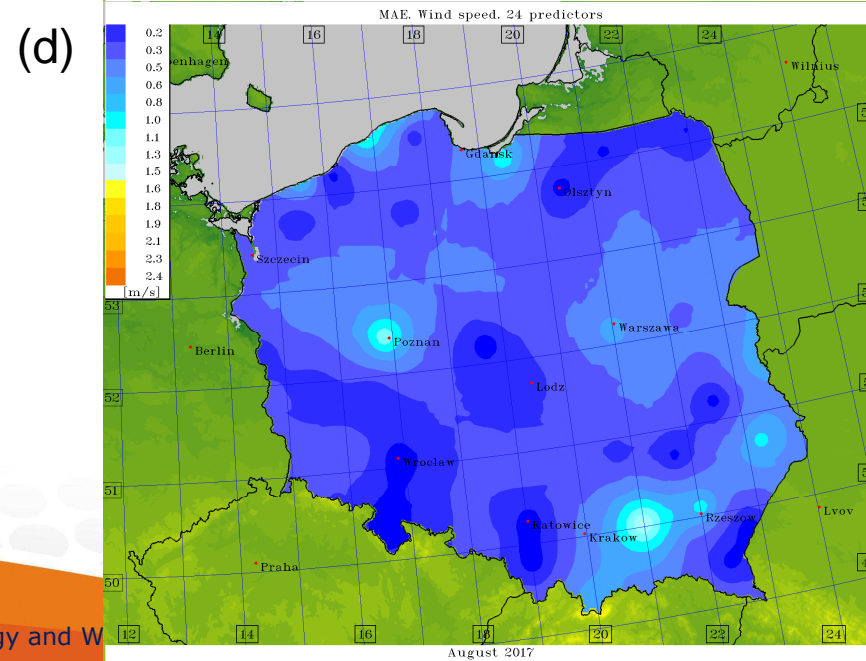 MAE. Wind speed. 24 predictors
(d)
14
16
18
20
22
24
0.2
0.3
0.5
0.6
0.8
1.0
1.1
1.3
1.5
1.6
1.8
1.9
2.1
2.3
2.4
[m/s]
enhagen
Wilnius
Gdansk
Olsztyn
Szczecin
53
Warszawa
Berlin
Poznan
Lodz
52
Wroclaw
51
Katowice
Krakow
Rzeszow
Lvov
Praha
50
gy and W
12
14
16
18
20
22
24
August 2017